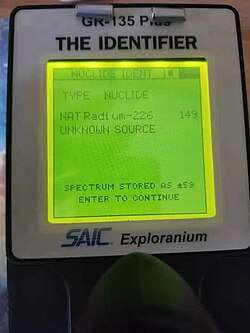 GR-135 Plus
THE IDENTIFIER
NUCLIDE IDENT
TYPE NUCLIDE
NAT Radium-226 149
UNKNOWN SOURCE
SPECTRUM STORED AS #59
ENTER TO CONTINUE
SAIC Exploranium